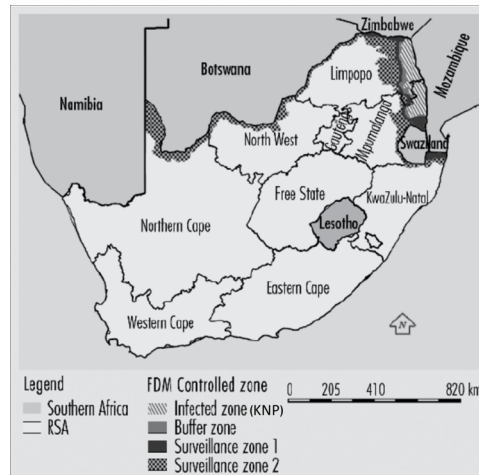 Zimbabwe
Mozambique
Botswana
Limpopo
Namibia
Gauteng
Mpumalanga
North West
Swaziland
Free State
KwaZulu-Natal
Lesotho
Northern Cape
Eastern Cape
Western Cape
N
Legend
Southern Africa
RSA
FDM Controlled zone
Infected zone (KNP)
Buffer zone
Surveillance zone 1
Surveillance zone 2
0 205 410 820 km